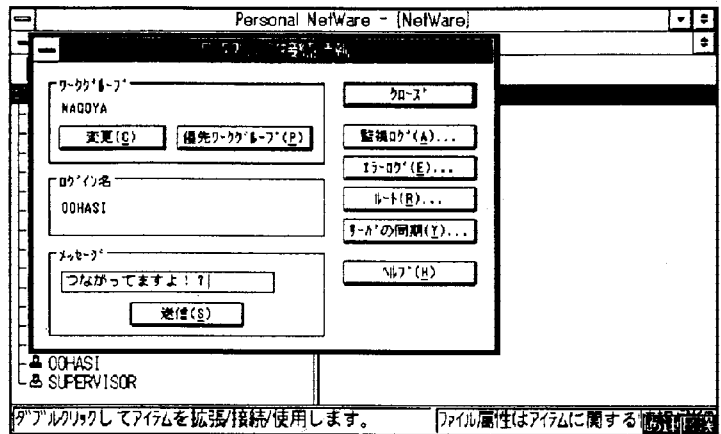 Personal NetWare - [NetWare]
ﾜｰｸｸﾞﾙｰﾌﾟ
NAGOYA
変更(C)
優先ﾜｰｸｸﾞﾙｰﾌﾟ(P)
ﾛｸﾞｲﾝ名
OOHASI
ﾒｯｾｰｼﾞ
つながってますよ！？
送信(S)
ｸﾛｰｽﾞ
監視ﾛｸﾞ(A)...
ｴﾗｰﾛｸﾞ(E)...
ﾙｰﾄ(R)...
ｻｰﾊﾞの同期(Y)...
ﾍﾙﾌﾟ(H)
OOHASI
SUPERVISOR
ﾀﾞﾌﾞﾙｸﾘｯｸしてｱｲﾃﾑを拡張/接続/使用します。
ﾌｧｲﾙ属性はｱｲﾃﾑに関する情報